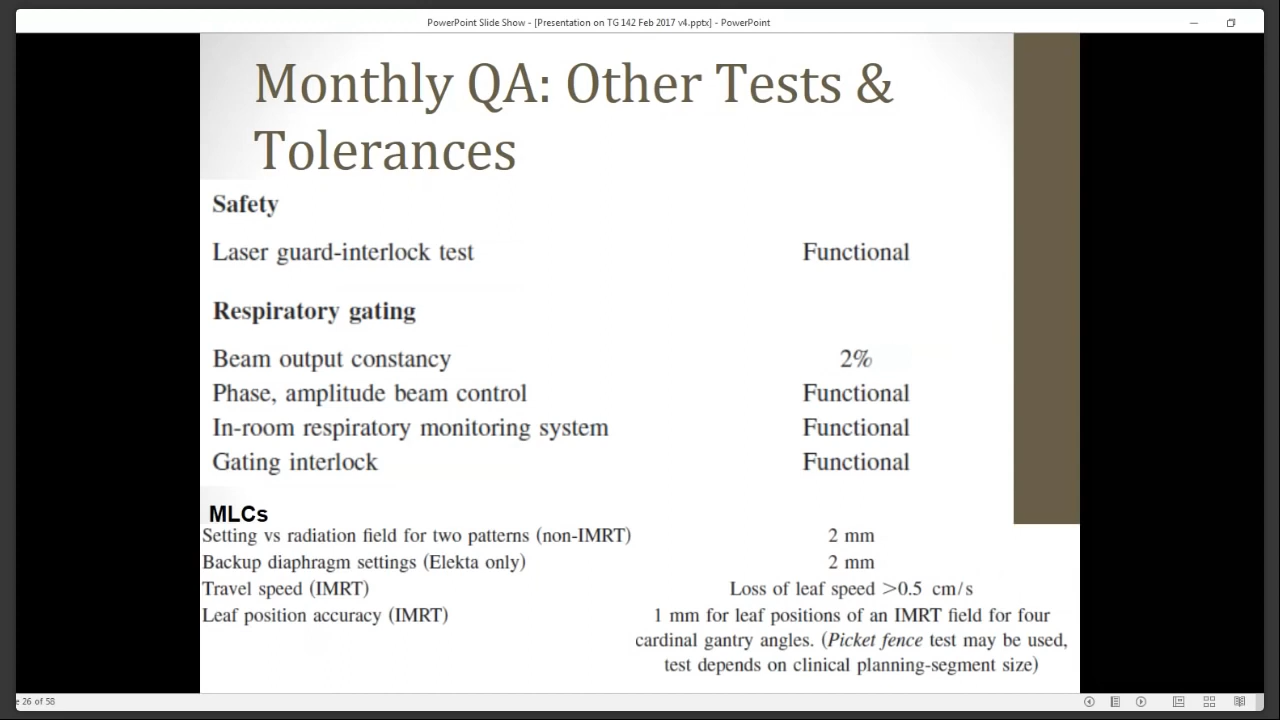 PowerPoint Slide Show - [Presentation on TG 142 Feb 2017 v4.pptx] - PowerPoint
Monthly QA: Other Tests &
Tolerances
Safety
Laser guard-interlock test Functional
Respiratory gating
Beam output constancy 2%
Phase, amplitude beam control Functional
In-room respiratory monitoring system Functional
Gating interlock Functional
MLCs
Setting vs radiation field for two patterns (non-IMRT) 2 mm
Backup diaphragm settings (Elekta only) 2 mm
Travel speed (IMRT) Loss of leaf speed >0.5 cm/s
Leaf position accuracy (IMRT) 1 mm for leaf positions of an IMRT field for four
cardinal gantry angles. (Picket fence test may be used,
test depends on clinical planning-segment size)
e 26 of 58